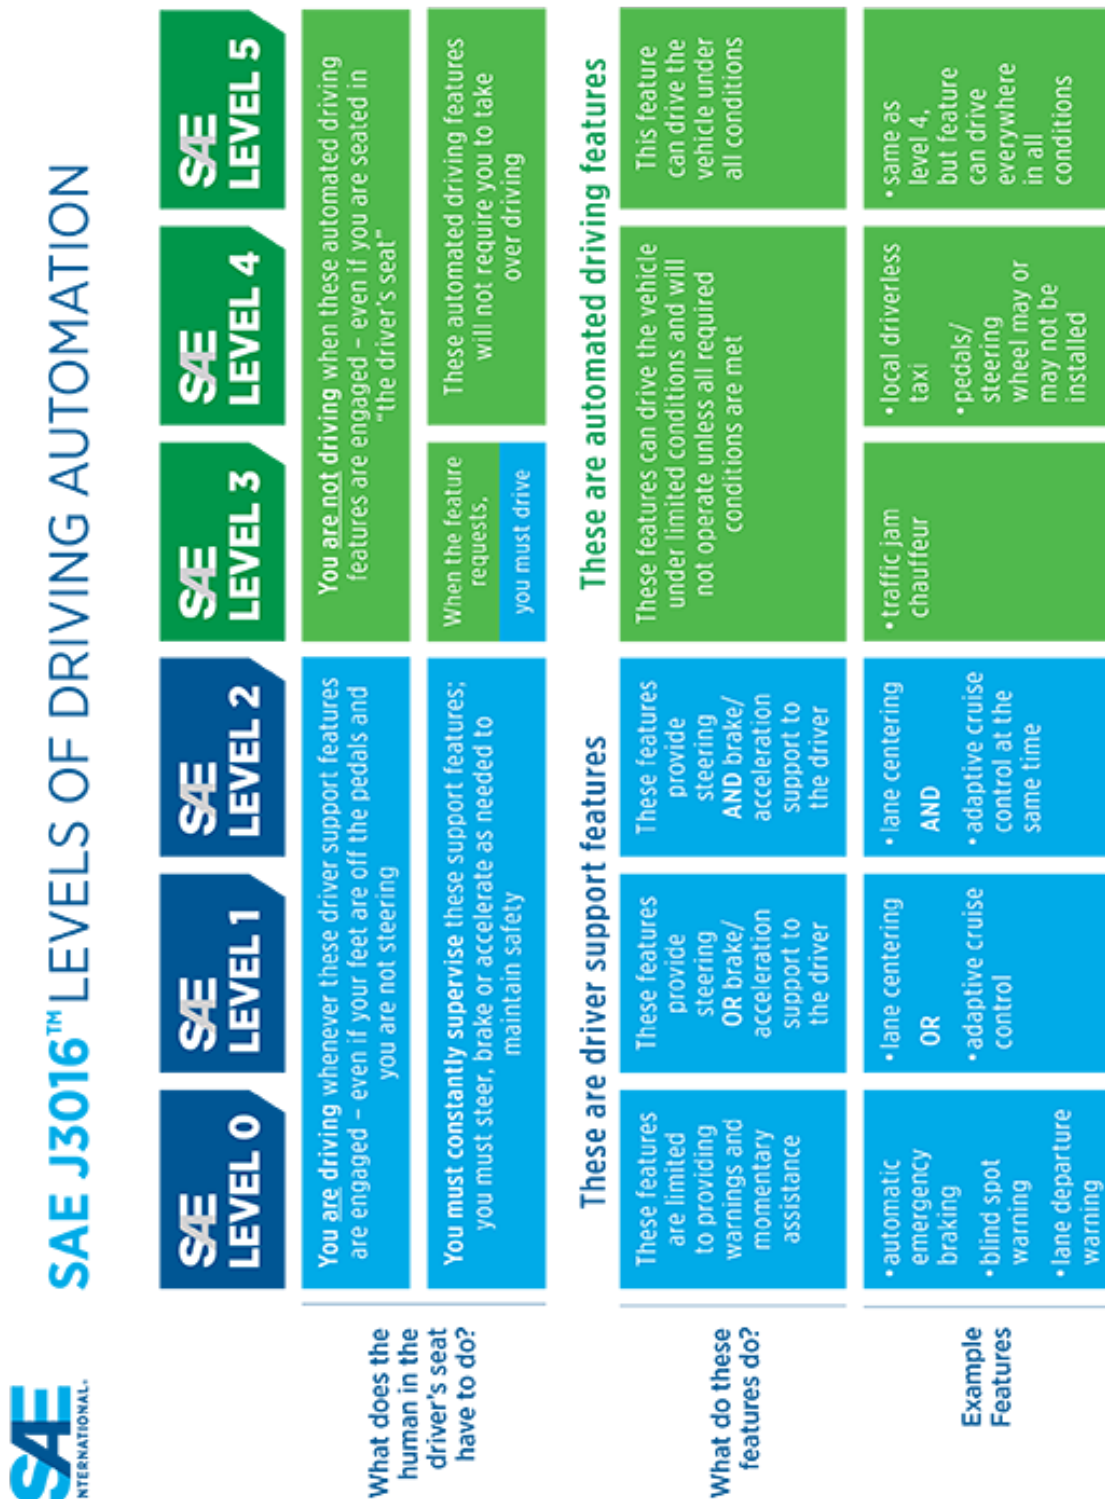 SAE
INTERNATIONAL®
SAE J3016™ LEVELS OF DRIVING AUTOMATION
SAE
LEVEL 0
SAE
LEVEL 1
SAE
LEVEL 2
SAE
LEVEL 3
SAE
LEVEL 4
SAE
LEVEL 5
What does the
human in the
driver's seat
have to do?
You are driving whenever these driver support features
are engaged – even if your feet are off the pedals and
you are not steering
You are not driving when these automated driving
features are engaged – even if you are seated in
"the driver's seat"
You must constantly supervise these support features;
you must steer, brake or accelerate as needed to
maintain safety
When the feature
requests,
you must drive
These automated driving features
will not require you to take
over driving
These are driver support features
These are automated driving features
What do these
features do?
These features
are limited
to providing
warnings and
momentary
assistance
These features
provide
steering
OR brake/
acceleration
support to
the driver
These features
provide
steering
AND brake/
acceleration
support to
the driver
These features can drive the vehicle
under limited conditions and will
not operate unless all required
conditions are met
This feature
can drive the
vehicle under
all conditions
Example
Features
• automatic
emergency
braking
• blind spot
warning
• lane departure
warning
• lane centering
OR
• adaptive cruise
control
• lane centering
AND
• adaptive cruise
control at the
same time
• traffic jam
chauffeur
• local driverless
taxi
• pedals/
steering
wheel may or
may not be
installed
• same as
level 4,
but feature
can drive
everywhere
in all
conditions